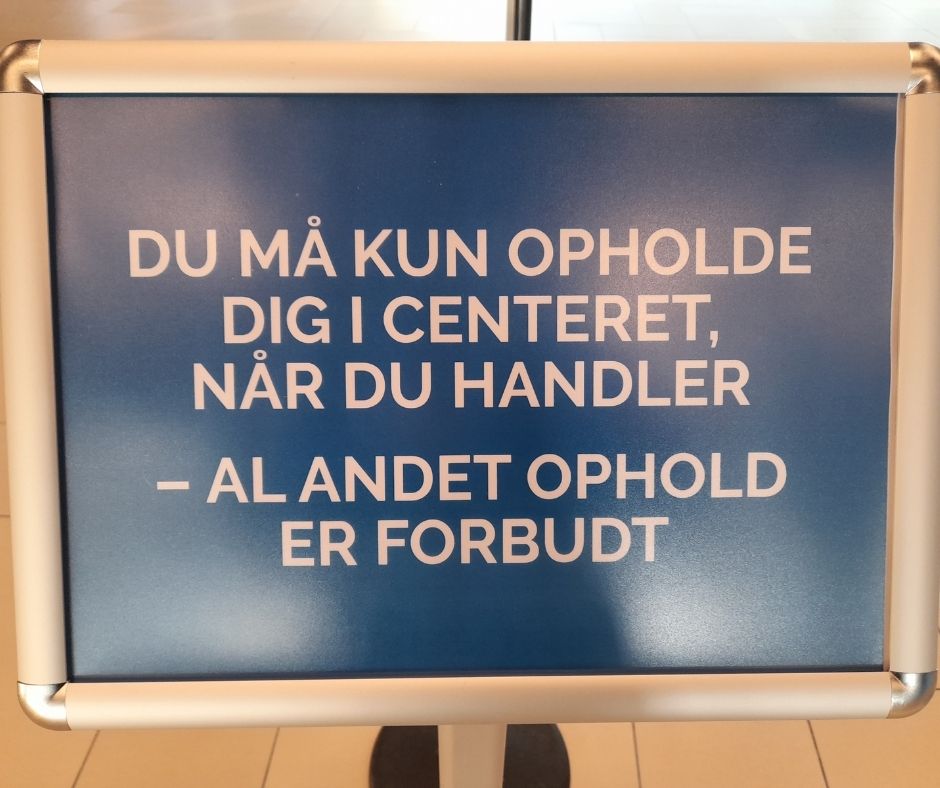 DU MÅ KUN OPHOLDE
DIG I CENTERET,
NÅR DU HANDLER
– AL ANDET OPHOLD
ER FORBUDT